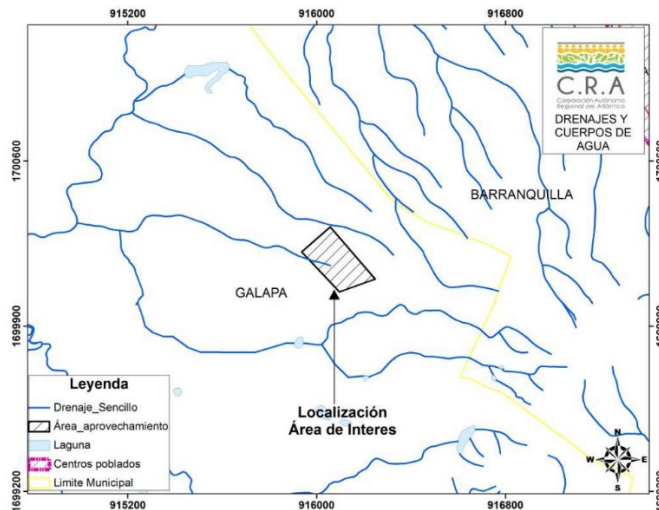 915200 916000 916800
C.R.A
Corporación Autónoma
Regional del Atlántico
DRENAJES Y
CUERPOS DE
AGUA
1700600
BARRANQUILLA
GALAPA
1699900
Localización
Área de Interes
Leyenda
Drenaje_Sencillo
Área_aprovechamiento
Laguna
Centros poblados
Limite Municipal
N
W E
S
1699200
915200 916000 916800